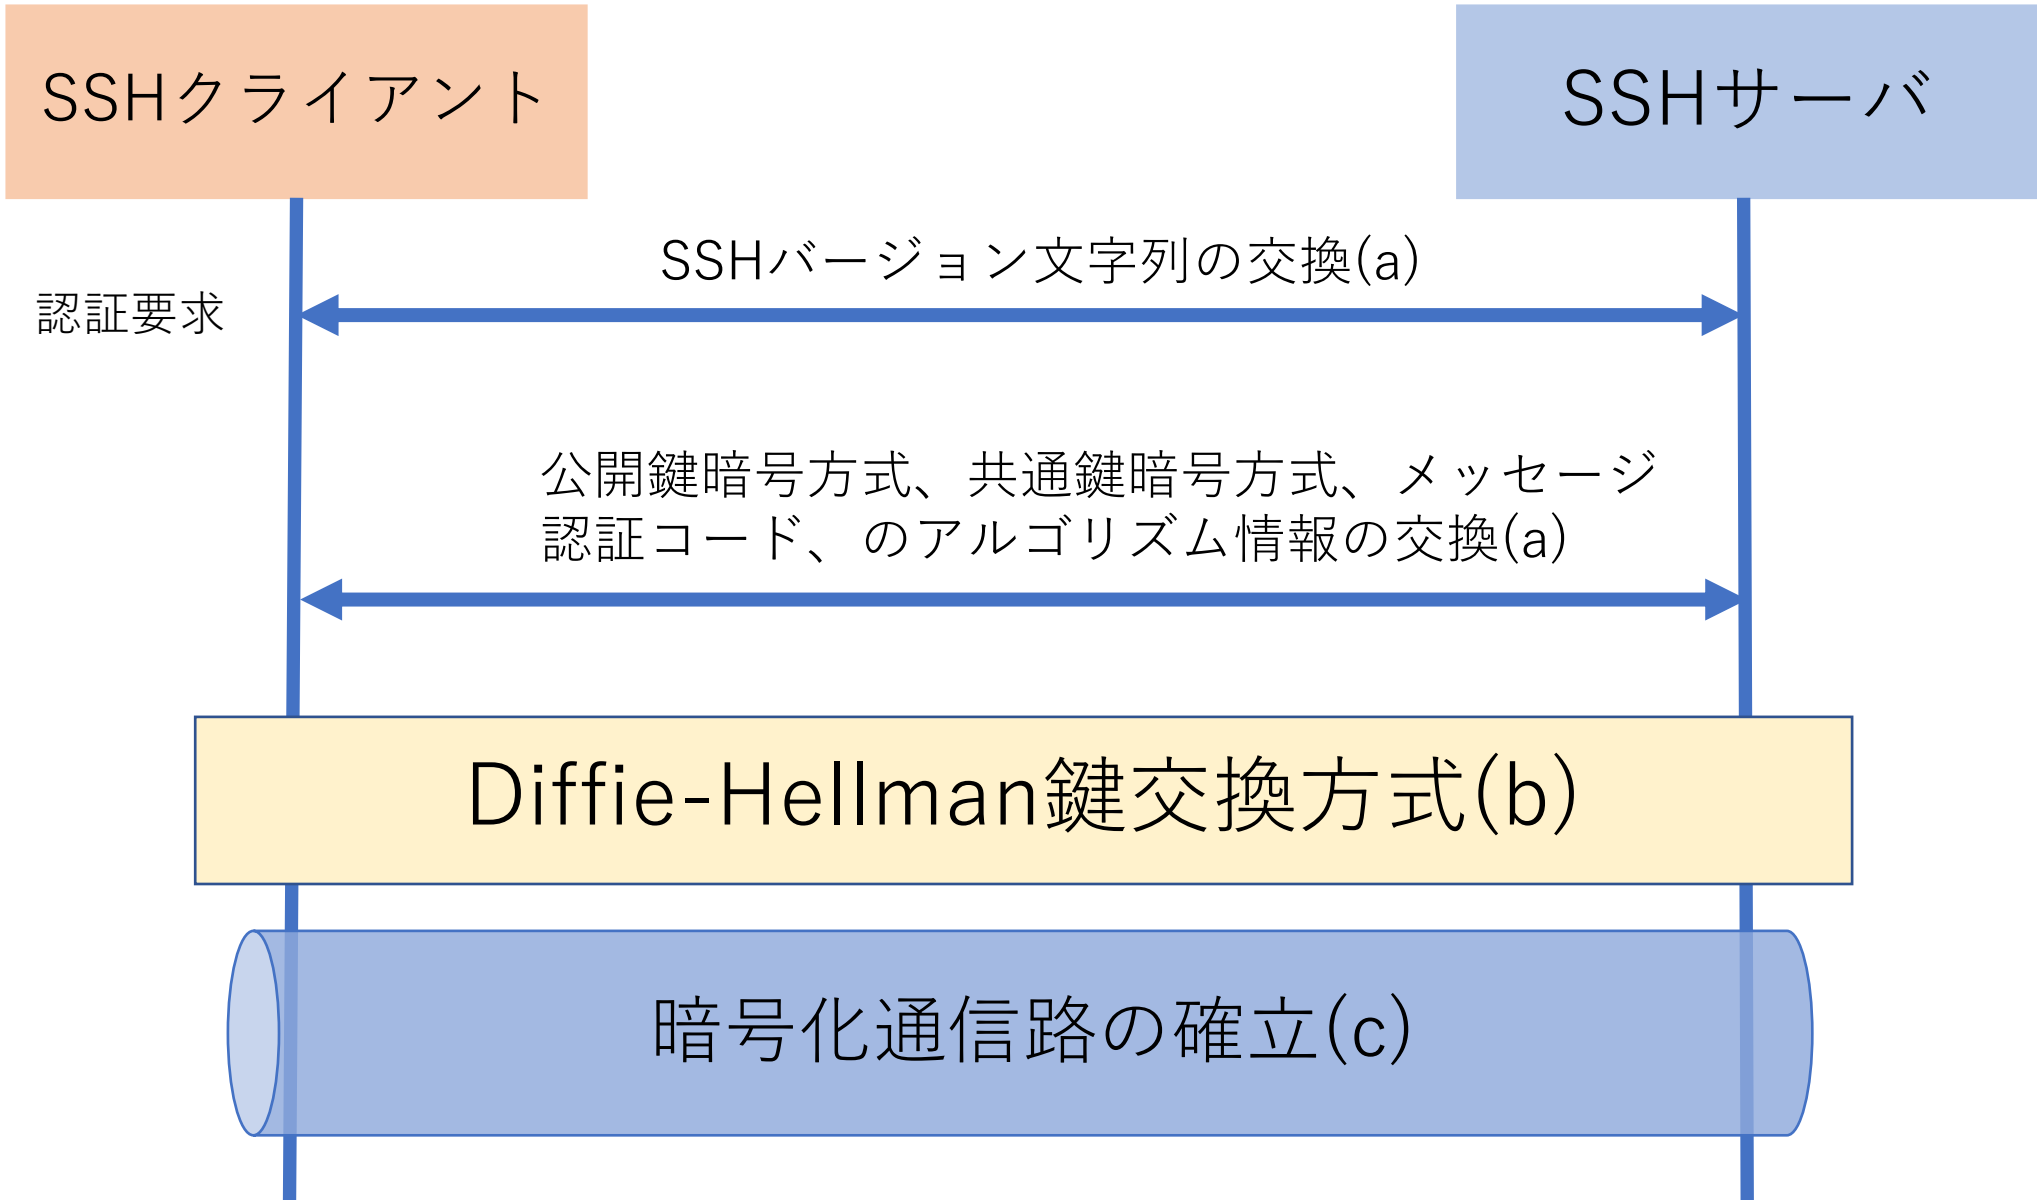 SSHクライアント
SSHサーバ
SSHバージョン文字列の交換(a)
認証要求
公開鍵暗号方式、共通鍵暗号方式、メッセージ
認証コード、のアルゴリズム情報の交換(a)
Diffie-Hellman鍵交換方式(b)
暗号化通信路の確立(c)